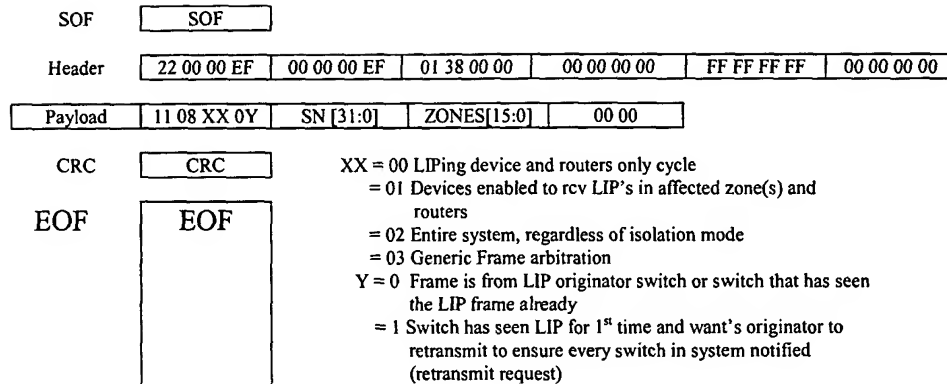 SOF SOF
Header 22 00 00 EF 00 00 00 EF 01 38 00 00 00 00 00 00 FF FF FF FF 00 00 00 00
Payload 11 08 XX 0Y SN [31:0] ZONES[15:0] 00 00
CRC CRC
EOF EOF
XX = 00 LIPing device and routers only cycle
= 01 Devices enabled to rcv LIP's in affected zone(s) and
routers
= 02 Entire system, regardless of isolation mode
= 03 Generic Frame arbitration
Y = 0 Frame is from LIP originator switch or switch that has seen
the LIP frame already
= 1 Switch has seen LIP for 1st time and want's originator to
retransmit to ensure every switch in system notified
(retransmit request)